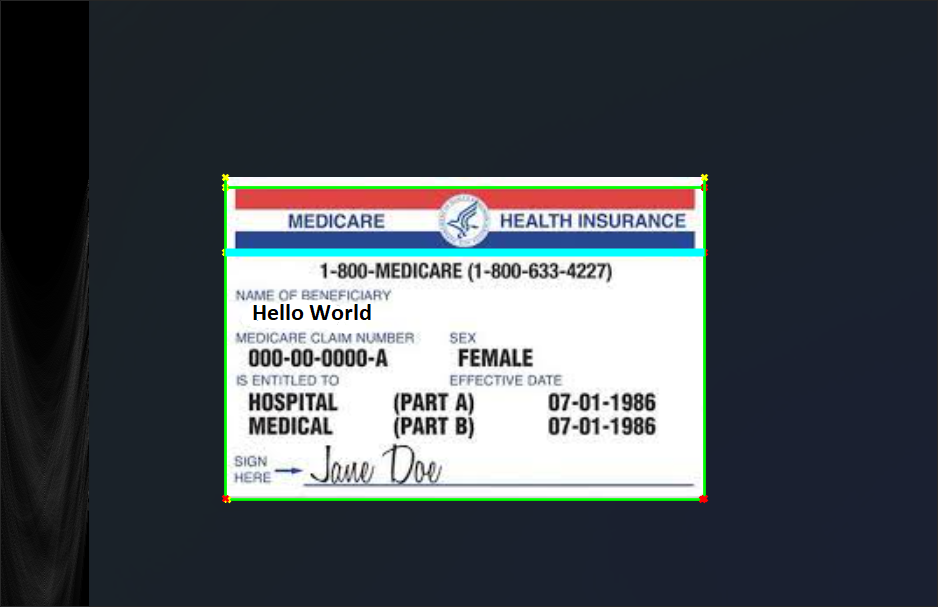 MEDICARE HEALTH INSURANCE
1-800-MEDICARE (1-800-633-4227)
NAME OF BENEFICIARY
Hello World
MEDICARE CLAIM NUMBER SEX
000-00-0000-A FEMALE
IS ENTITLED TO EFFECTIVE DATE
HOSPITAL (PART A) 07-01-1986
MEDICAL (PART B) 07-01-1986
SIGN
HERE Jane Doe